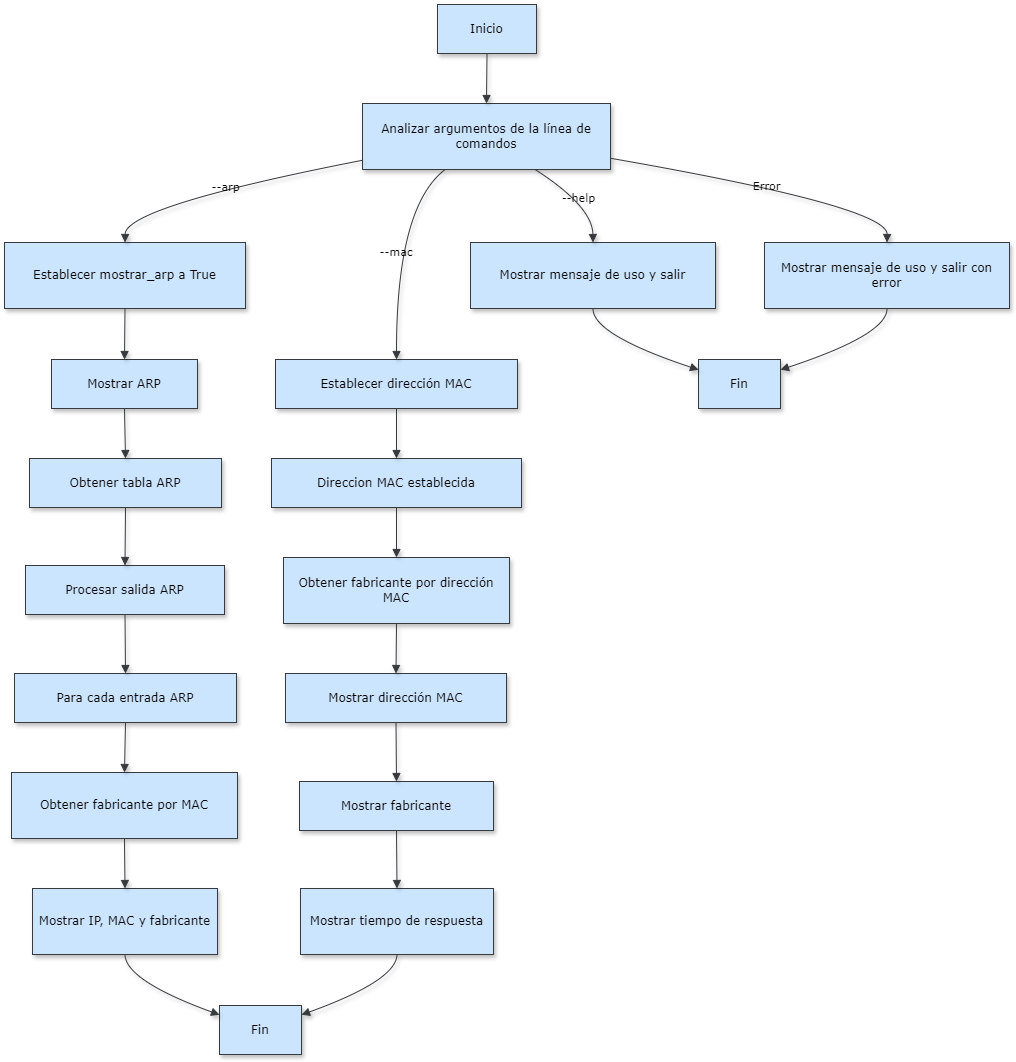 Inicio
Analizar argumentos de la línea de
comandos
--arp
--mac
--help
Error
Establecer mostrar_arp a True
Mostrar mensaje de uso y salir
Mostrar mensaje de uso y salir con
error
Mostrar ARP
Establecer dirección MAC
Fin
Obtener tabla ARP
Direccion MAC establecida
Procesar salida ARP
Obtener fabricante por dirección
MAC
Para cada entrada ARP
Mostrar dirección MAC
Obtener fabricante por MAC
Mostrar fabricante
Mostrar IP, MAC y fabricante
Mostrar tiempo de respuesta
Fin